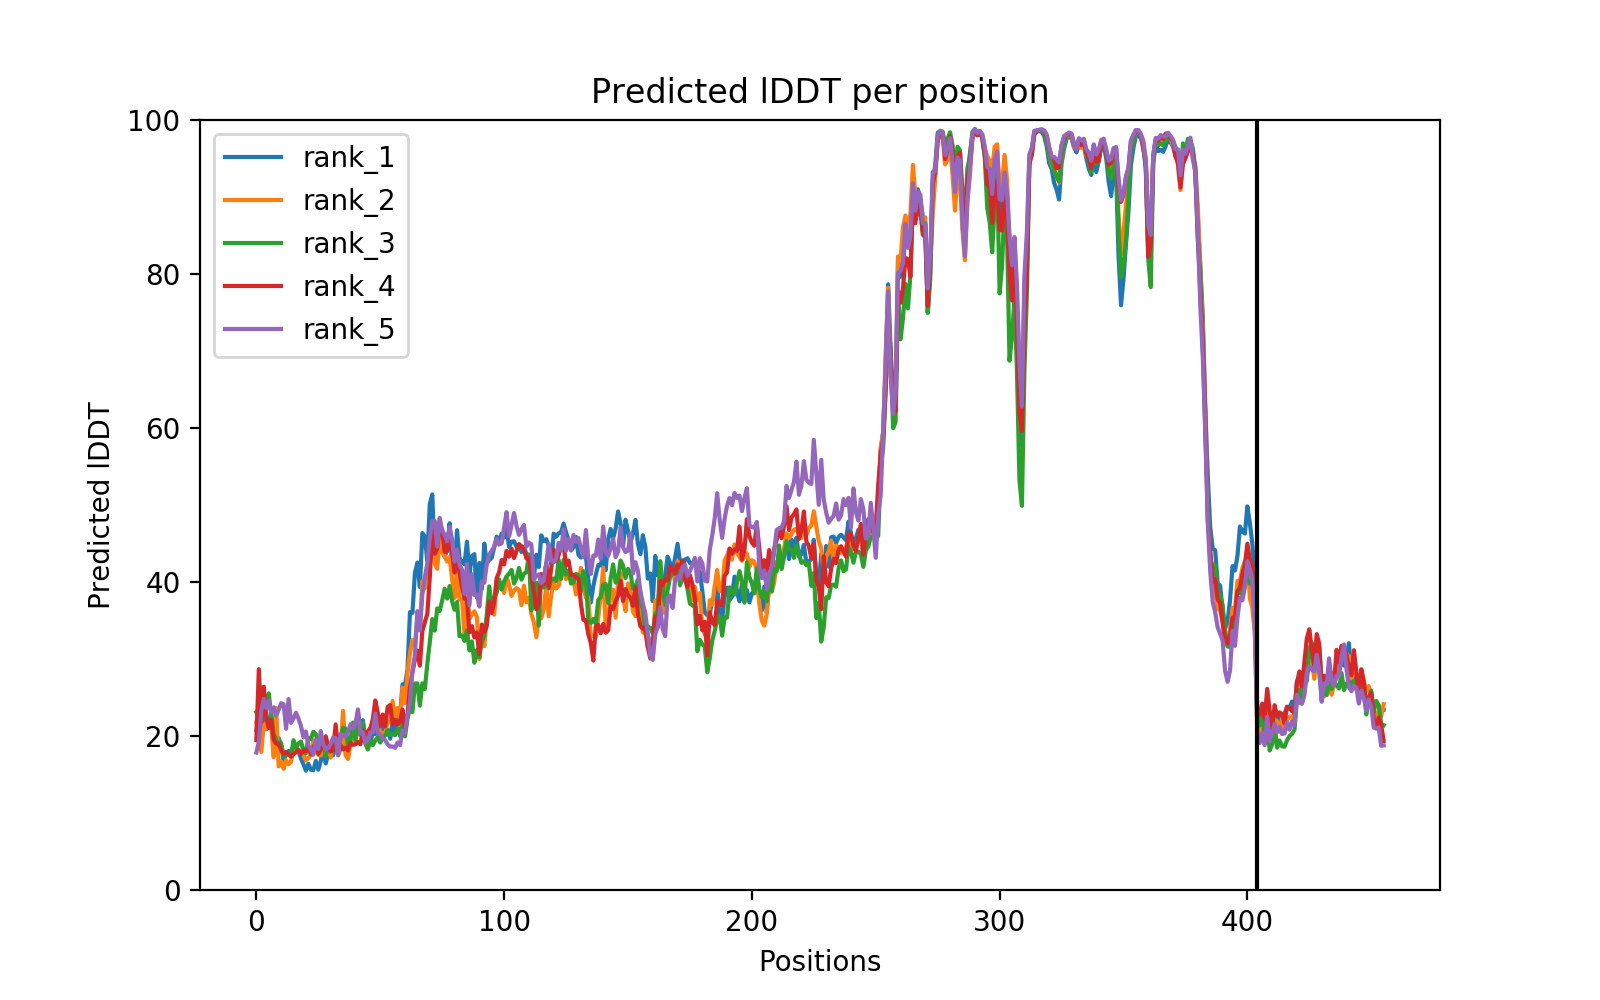 Predicted lDDT per position
100
80
60
40
20
0
Predicted lDDT
rank_1
rank_2
rank_3
rank_4
rank_5
0 100 200 300 400
Positions